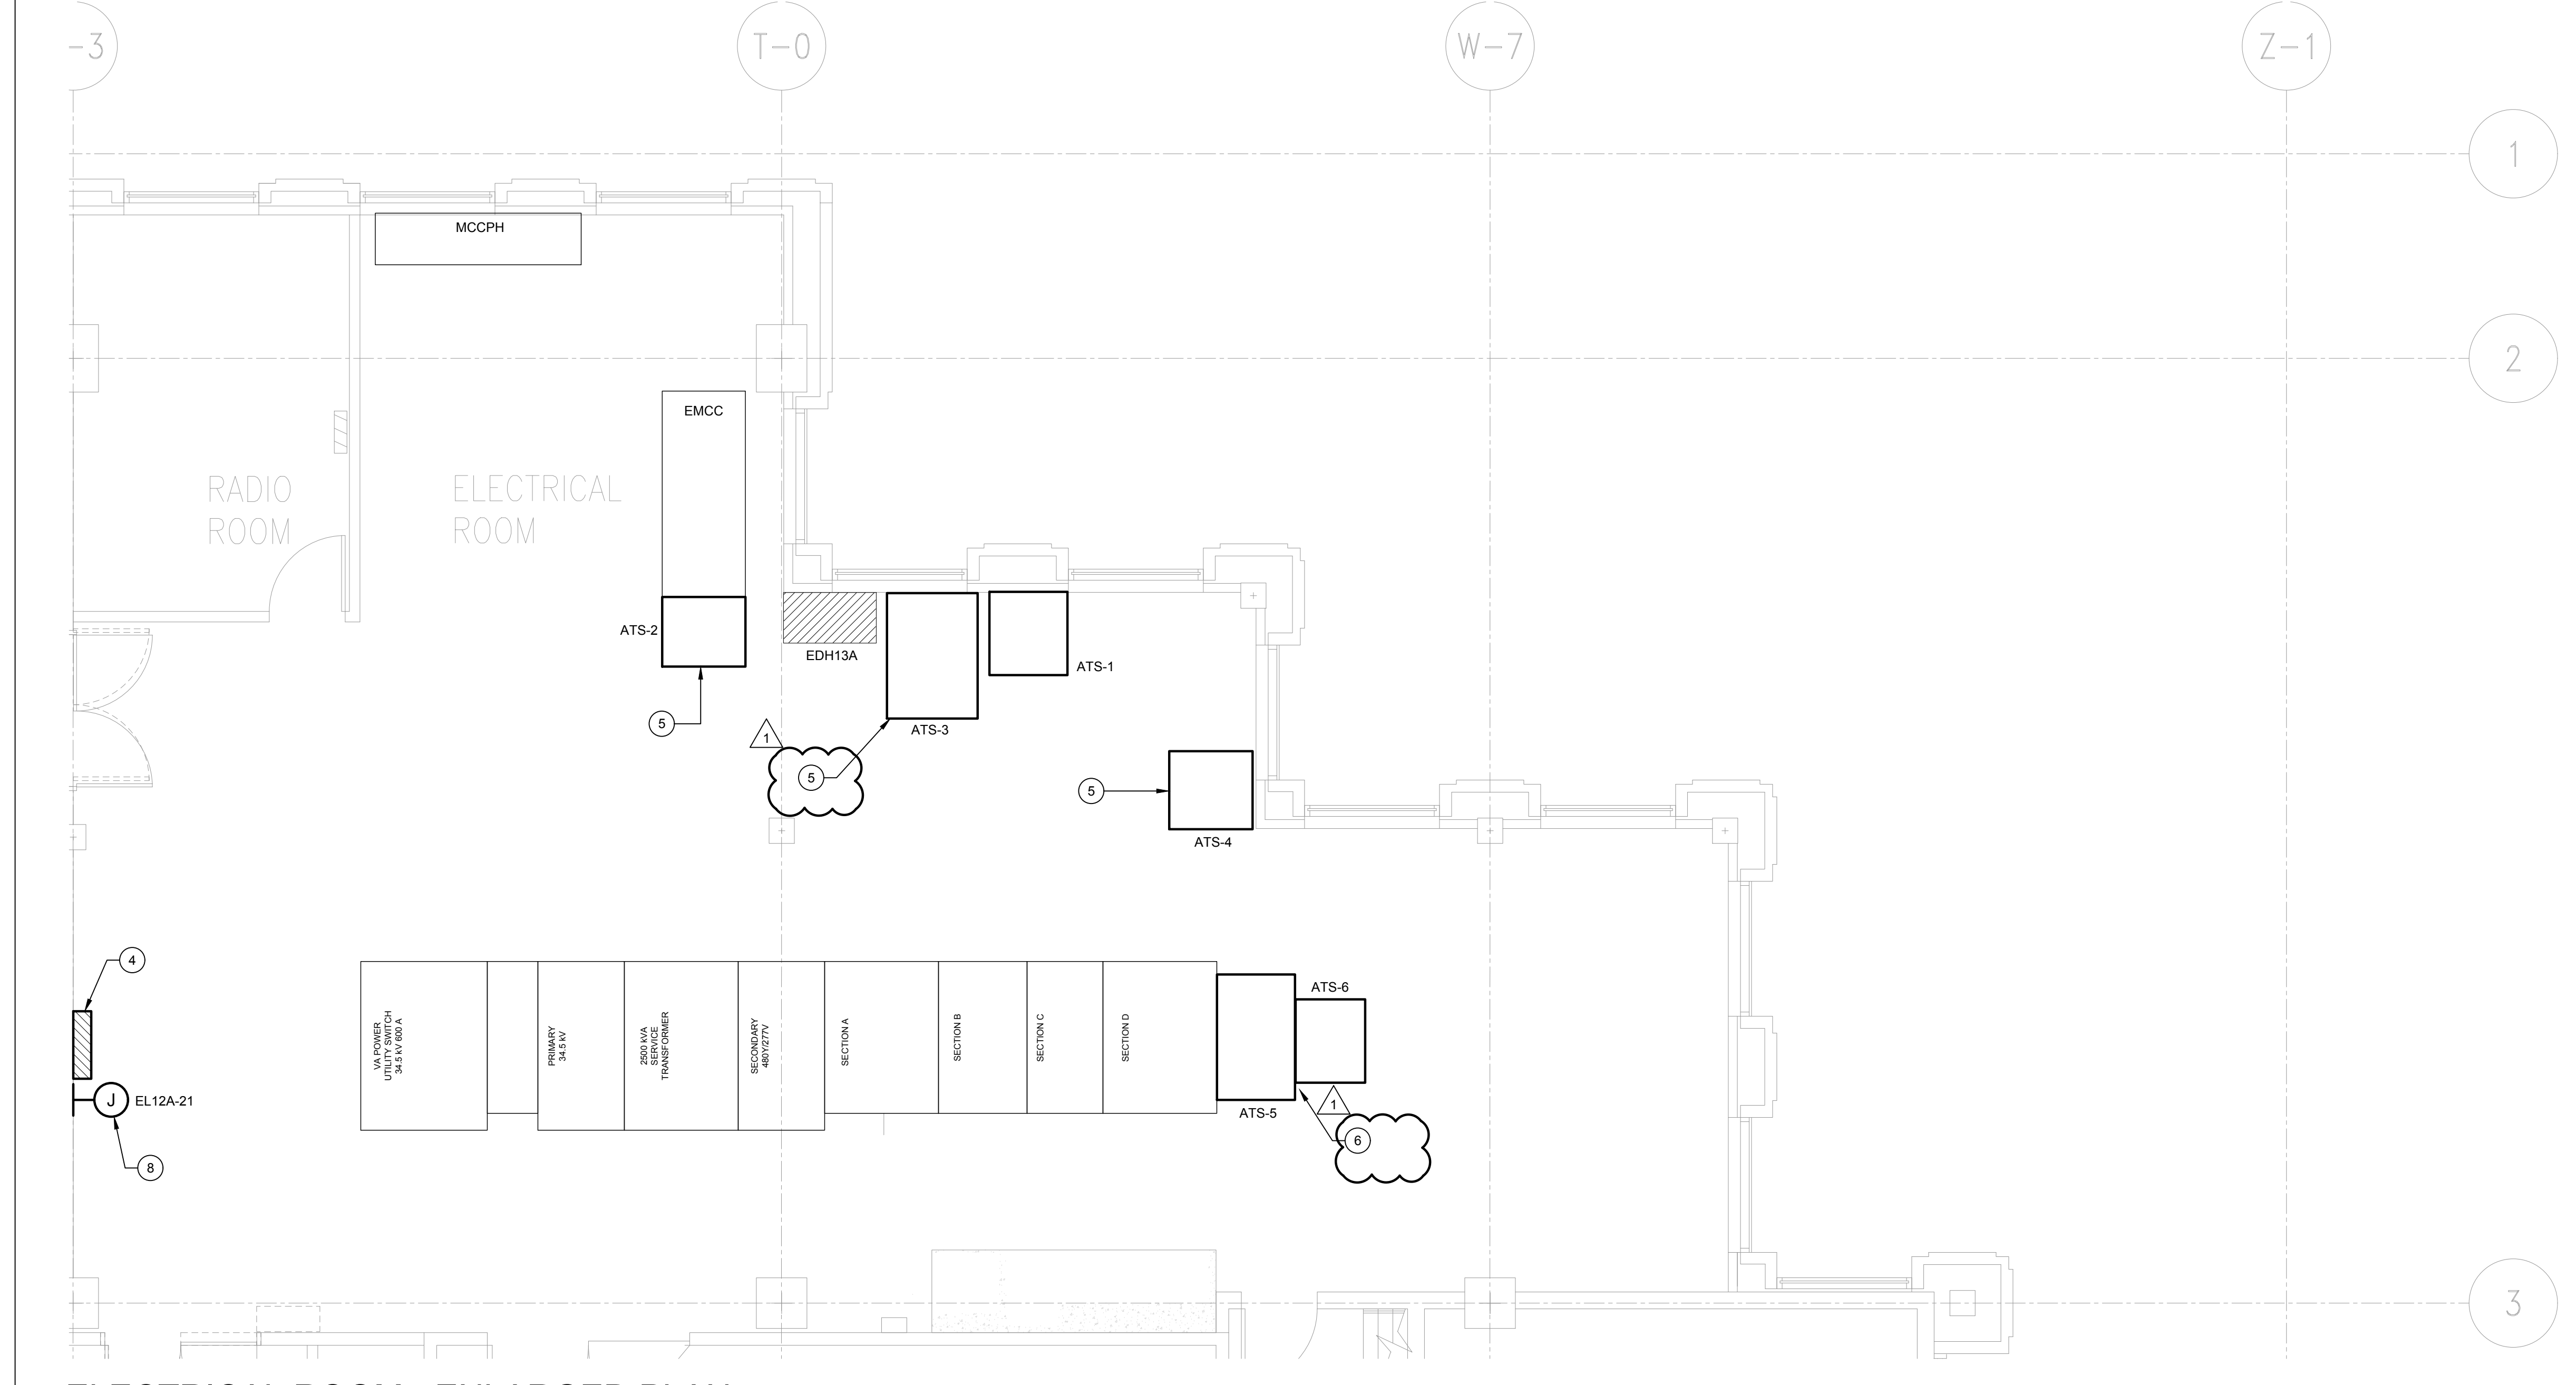 -3
T-0
W-7
Z-1
1
MCCPH
2
EMCC
RADIO
ROOM
ELECTRICAL
ROOM
ATS-2
EDH13A
ATS-1
5
1
ATS-3
5
5
ATS-4
4
ATS-6
VA POWER
UTILITY SWITCH
34.5 kV 600 A
PRIMARY
34.5 kV
2500 kVA
SERVICE
TRANSFORMER
SECONDARY
480Y/277V
SECTION A
SECTION B
SECTION C
SECTION D
J
EL12A-21
ATS-5
1
6
8
3